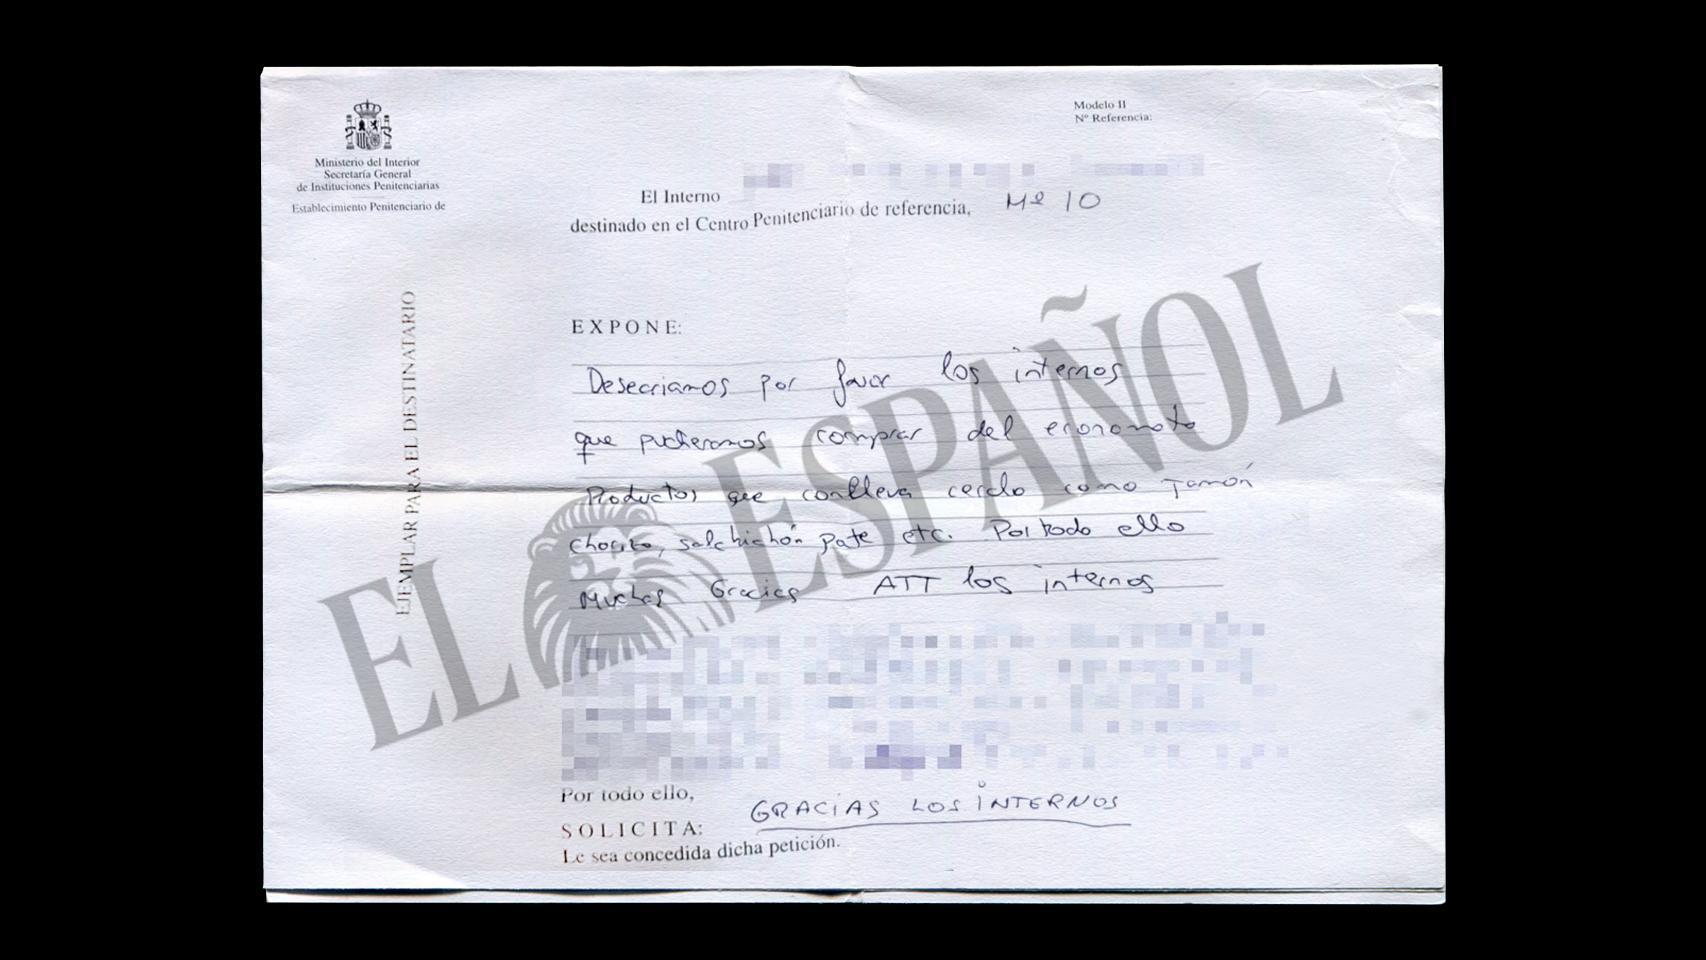 Ministerio del Interior
Secretaría General
de Instituciones Penitenciarias
Establecimiento Penitenciario de
Modelo II
Nº Referencia:
El Interno
destinado en el Centro Penitenciario de referencia, Mº 10
EJEMPLAR PARA EL DESTINATARIO
EXPONE:
Desecriamos por favor los internos
que pudieramos comprar del economato
Productos que conlleva cerdo como Jamón
chorizo, salchichón pate etc. Por todo ello
Muchas Gracias ATT los internos
EL ESPAÑOL
Por todo ello,
GRACIAS LOS INTERNOS
SOLICITA:
Le sea concedida dicha petición.